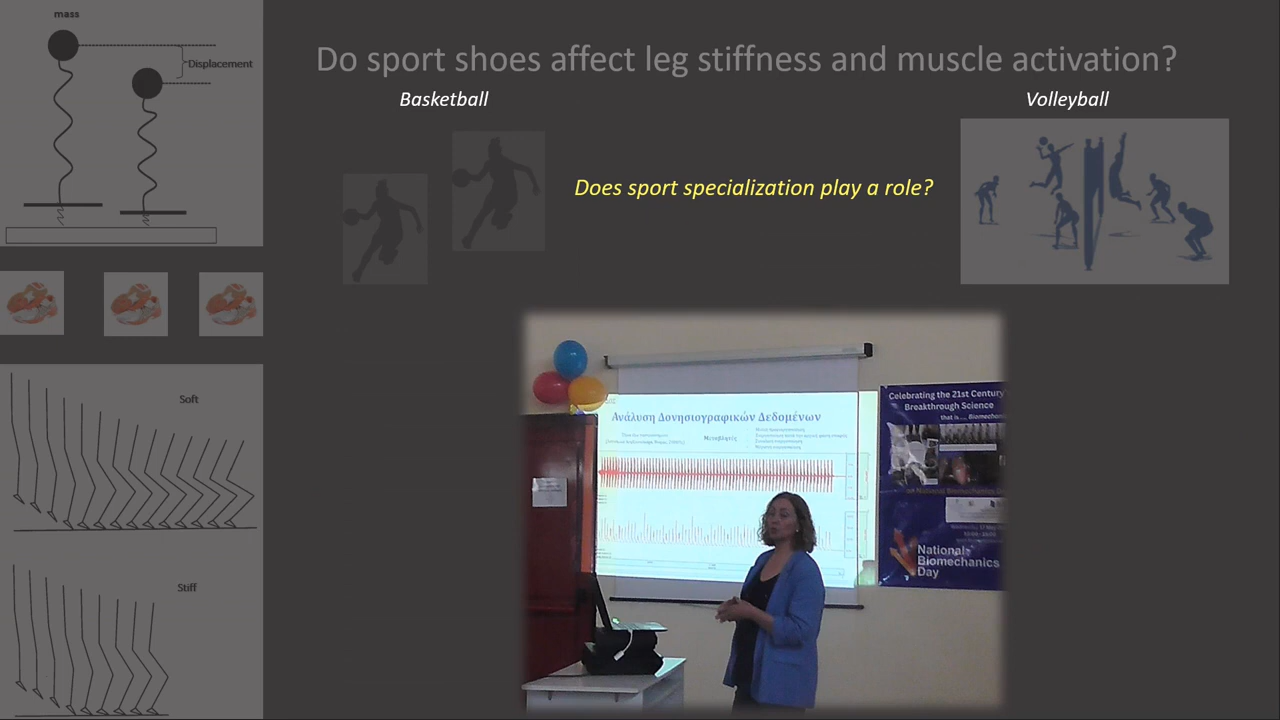 mass
Displacement
Do sport shoes affect leg stiffness and muscle activation?
Basketball
Volleyball
Does sport specialization play a role?
Soft
Stiff
Ανάλυση Δονησιογραφικών Δεδομένων
Μεταβλητές
Celebrating the 21st Century
Breakthrough Science
that is ... Biomechan
National
Biomechanics
Day